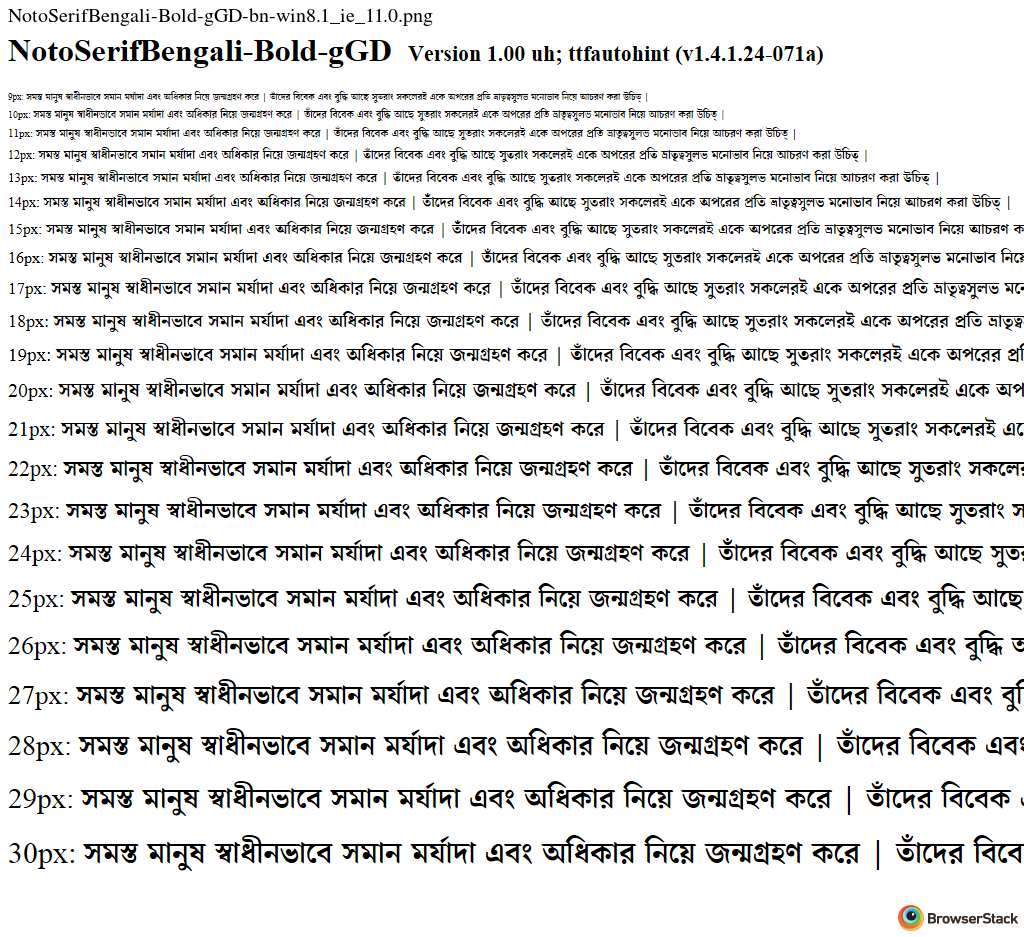 NotoSerifBengali-Bold-gGD-bn-win8.1_ie_11.0.png
NotoSerifBengali-Bold-gGD Version 1.00 uh; ttfautohint (v1.4.1.24-071a)
9px: সমস্ত মানুষ স্বাধীনভাবে সমান মর্যাদা এবং অধিকার নিয়ে জন্মগ্রহণ করে | তাঁদের বিবেক এবং বুদ্ধি আছে সুতরাং সকলেরই একে অপরের প্রতি ভ্রাতৃত্বসুলভ মনোভাব নিয়ে আচরণ করা উচিত্ |
10px: সমস্ত মানুষ স্বাধীনভাবে সমান মর্যাদা এবং অধিকার নিয়ে জন্মগ্রহণ করে | তাঁদের বিবেক এবং বুদ্ধি আছে সুতরাং সকলেরই একে অপরের প্রতি ভ্রাতৃত্বসুলভ মনোভাব নিয়ে আচরণ করা উচিত্ |
11px: সমস্ত মানুষ স্বাধীনভাবে সমান মর্যাদা এবং অধিকার নিয়ে জন্মগ্রহণ করে | তাঁদের বিবেক এবং বুদ্ধি আছে সুতরাং সকলেরই একে অপরের প্রতি ভ্রাতৃত্বসুলভ মনোভাব নিয়ে আচরণ করা উচিত্ |
12px: সমস্ত মানুষ স্বাধীনভাবে সমান মর্যাদা এবং অধিকার নিয়ে জন্মগ্রহণ করে | তাঁদের বিবেক এবং বুদ্ধি আছে সুতরাং সকলেরই একে অপরের প্রতি ভ্রাতৃত্বসুলভ মনোভাব নিয়ে আচরণ করা উচিত্ |
13px: সমস্ত মানুষ স্বাধীনভাবে সমান মর্যাদা এবং অধিকার নিয়ে জন্মগ্রহণ করে | তাঁদের বিবেক এবং বুদ্ধি আছে সুতরাং সকলেরই একে অপরের প্রতি ভ্রাতৃত্বসুলভ মনোভাব নিয়ে আচরণ করা উচিত্ |
14px: সমস্ত মানুষ স্বাধীনভাবে সমান মর্যাদা এবং অধিকার নিয়ে জন্মগ্রহণ করে | তাঁদের বিবেক এবং বুদ্ধি আছে সুতরাং সকলেরই একে অপরের প্রতি ভ্রাতৃত্বসুলভ মনোভাব নিয়ে আচরণ করা উচিত্ |
15px: সমস্ত মানুষ স্বাধীনভাবে সমান মর্যাদা এবং অধিকার নিয়ে জন্মগ্রহণ করে | তাঁদের বিবেক এবং বুদ্ধি আছে সুতরাং সকলেরই একে অপরের প্রতি ভ্রাতৃত্বসুলভ মনোভাব নিয়ে আচরণ ক
16px: সমস্ত মানুষ স্বাধীনভাবে সমান মর্যাদা এবং অধিকার নিয়ে জন্মগ্রহণ করে | তাঁদের বিবেক এবং বুদ্ধি আছে সুতরাং সকলেরই একে অপরের প্রতি ভ্রাতৃত্বসুলভ মনোভাব নিয়ে
17px: সমস্ত মানুষ স্বাধীনভাবে সমান মর্যাদা এবং অধিকার নিয়ে জন্মগ্রহণ করে | তাঁদের বিবেক এবং বুদ্ধি আছে সুতরাং সকলেরই একে অপরের প্রতি ভ্রাতৃত্বসুলভ
18px: সমস্ত মানুষ স্বাধীনভাবে সমান মর্যাদা এবং অধিকার নিয়ে জন্মগ্রহণ করে | তাঁদের বিবেক এবং বুদ্ধি আছে সুতরাং সকলেরই একে অপরের প্রতি
19px: সমস্ত মানুষ স্বাধীনভাবে সমান মর্যাদা এবং অধিকার নিয়ে জন্মগ্রহণ করে | তাঁদের বিবেক এবং বুদ্ধি আছে সুতরাং সকলেরই একে অপরের
20px: সমস্ত মানুষ স্বাধীনভাবে সমান মর্যাদা এবং অধিকার নিয়ে জন্মগ্রহণ করে | তাঁদের বিবেক এবং বুদ্ধি আছে সুতরাং সকলেরই একে অপ
21px: সমস্ত মানুষ স্বাধীনভাবে সমান মর্যাদা এবং অধিকার নিয়ে জন্মগ্রহণ করে | তাঁদের বিবেক এবং বুদ্ধি আছে সুতরাং সকলেরই
22px: সমস্ত মানুষ স্বাধীনভাবে সমান মর্যাদা এবং অধিকার নিয়ে জন্মগ্রহণ করে | তাঁদের বিবেক এবং বুদ্ধি আছে সুতরাং সকলে
23px: সমস্ত মানুষ স্বাধীনভাবে সমান মর্যাদা এবং অধিকার নিয়ে জন্মগ্রহণ করে | তাঁদের বিবেক এবং বুদ্ধি আছে সুতরাং স
24px: সমস্ত মানুষ স্বাধীনভাবে সমান মর্যাদা এবং অধিকার নিয়ে জন্মগ্রহণ করে | তাঁদের বিবেক এবং বুদ্ধি আছে সুত
25px: সমস্ত মানুষ স্বাধীনভাবে সমান মর্যাদা এবং অধিকার নিয়ে জন্মগ্রহণ করে | তাঁদের বিবেক এবং বুদ্ধি আছে
26px: সমস্ত মানুষ স্বাধীনভাবে সমান মর্যাদা এবং অধিকার নিয়ে জন্মগ্রহণ করে | তাঁদের বিবেক এবং বুদ্ধি
27px: সমস্ত মানুষ স্বাধীনভাবে সমান মর্যাদা এবং অধিকার নিয়ে জন্মগ্রহণ করে | তাঁদের বিবেক এবং বু
28px: সমস্ত মানুষ স্বাধীনভাবে সমান মর্যাদা এবং অধিকার নিয়ে জন্মগ্রহণ করে | তাঁদের বিবেক এবং
29px: সমস্ত মানুষ স্বাধীনভাবে সমান মর্যাদা এবং অধিকার নিয়ে জন্মগ্রহণ করে | তাঁদের বিবেক
30px: সমস্ত মানুষ স্বাধীনভাবে সমান মর্যাদা এবং অধিকার নিয়ে জন্মগ্রহণ করে | তাঁদের বিবে
BrowserStack